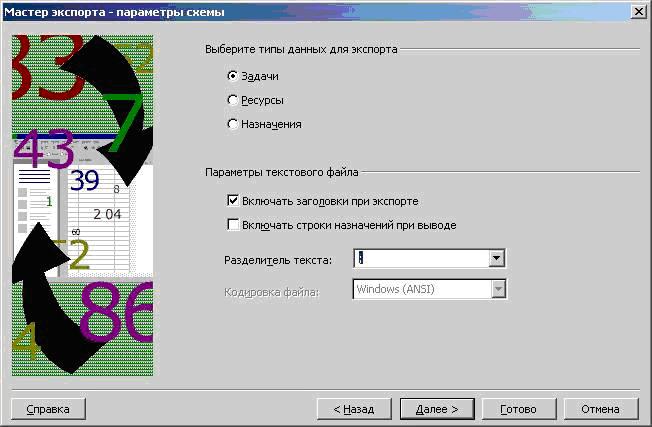 Мастер экспорта - параметры схемы
Выберите типы данных для экспорта
Задачи
Ресурсы
Назначения
Параметры текстового файла
Включать заголовки при экспорте
Включать строки назначений при выводе
Разделитель текста: ;
Кодировка файла: Windows (ANSI)
33
22
7
43
39
8
1
2 04
60
52
86
4
Справка
< Назад
Далее >
Готово
Отмена